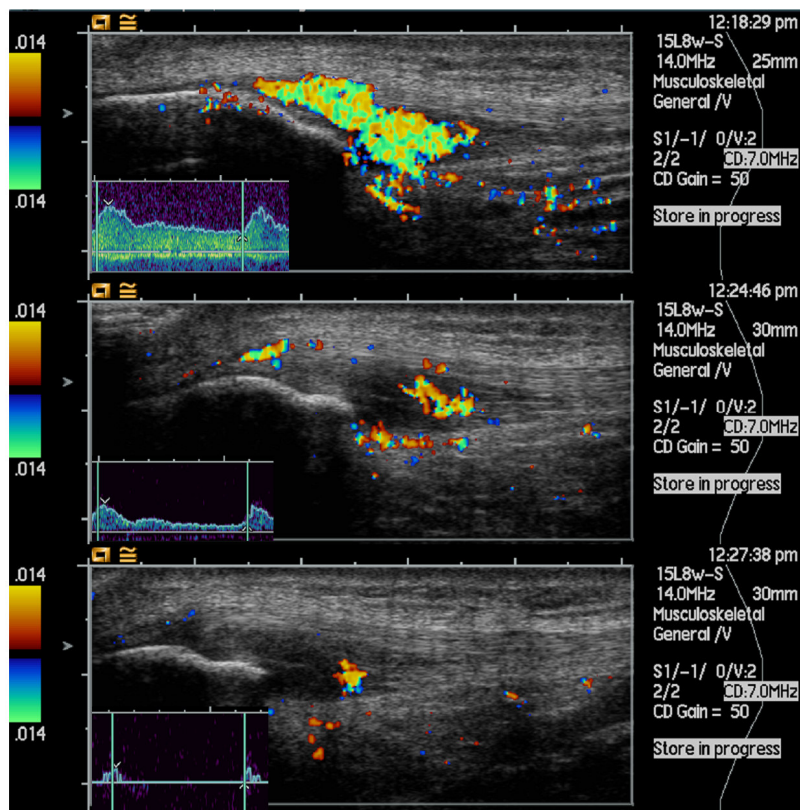 12:18:29 pm
.014
15L8w-S
14.0MHz 25mm
Musculoskeletal
General /V
S1/-1/ 0/V:2
2/2 CD:7.0MHz
.014
CD Gain = 50
Store in progress
12:24:46 pm
.014
15L8w-S
14.0MHz 30mm
Musculoskeletal
General /V
S1/-1/ 0/V:2
2/2 CD:7.0MHz
CD Gain = 50
.014
Store in progress
12:27:38 pm
.014
15L8w-S
14.0MHz 30mm
Musculoskeletal
General /V
S1/-1/ 0/V:2
2/2 CD:7.0MHz
CD Gain = 50
.014
Store in progress